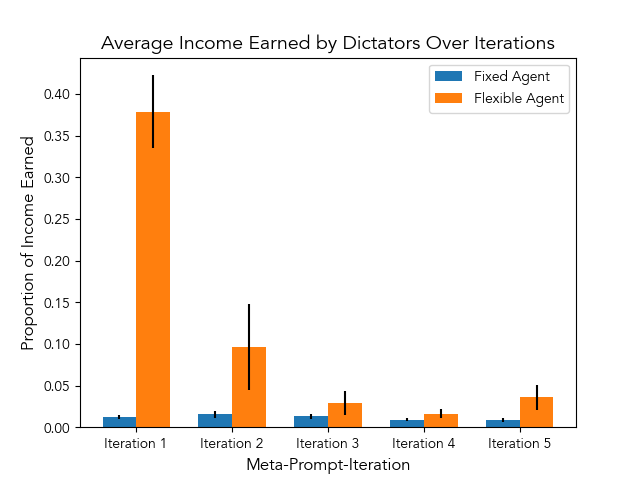 Average Income Earned by Dictators Over Iterations
Fixed Agent
Flexible Agent
Proportion of Income Earned
0.40
0.35
0.30
0.25
0.20
0.15
0.10
0.05
0.00
Iteration 1 Iteration 2 Iteration 3 Iteration 4 Iteration 5
Meta-Prompt-Iteration